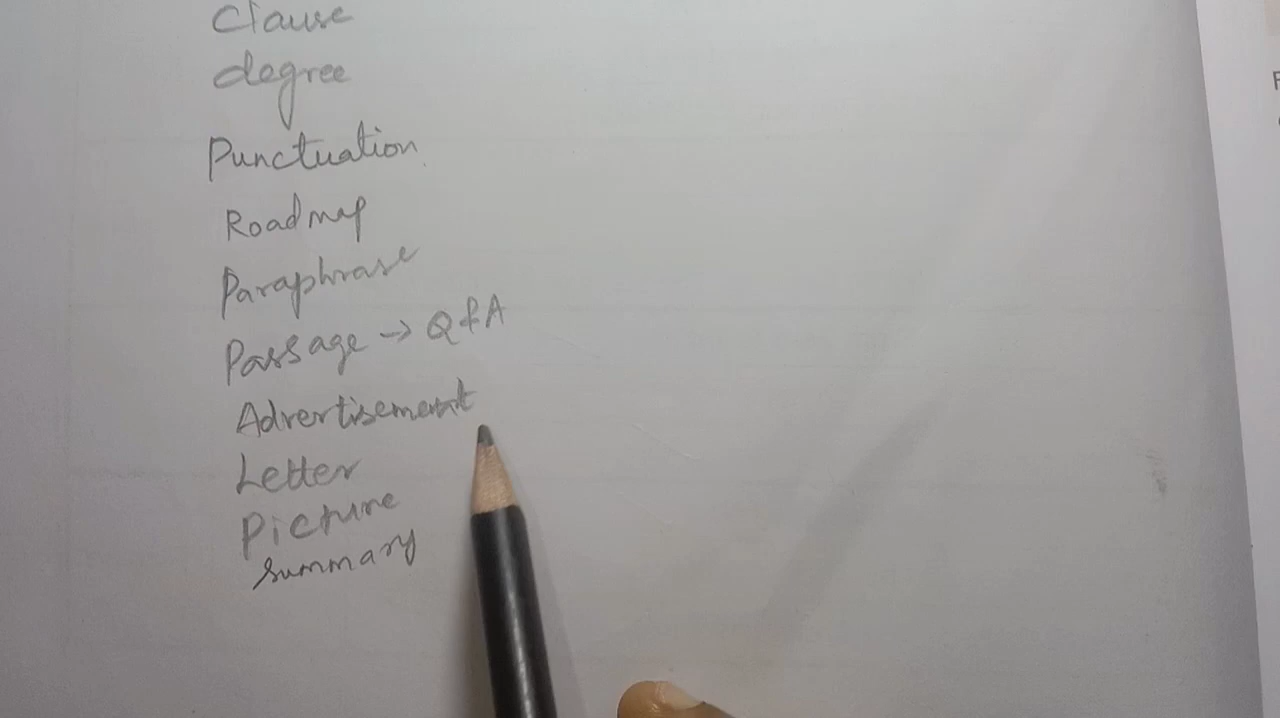 Clause
degree
Punctuation
Roadmap
Paraphrase
Passage → Q & A
Advertisement
Letter
Picture
Summary